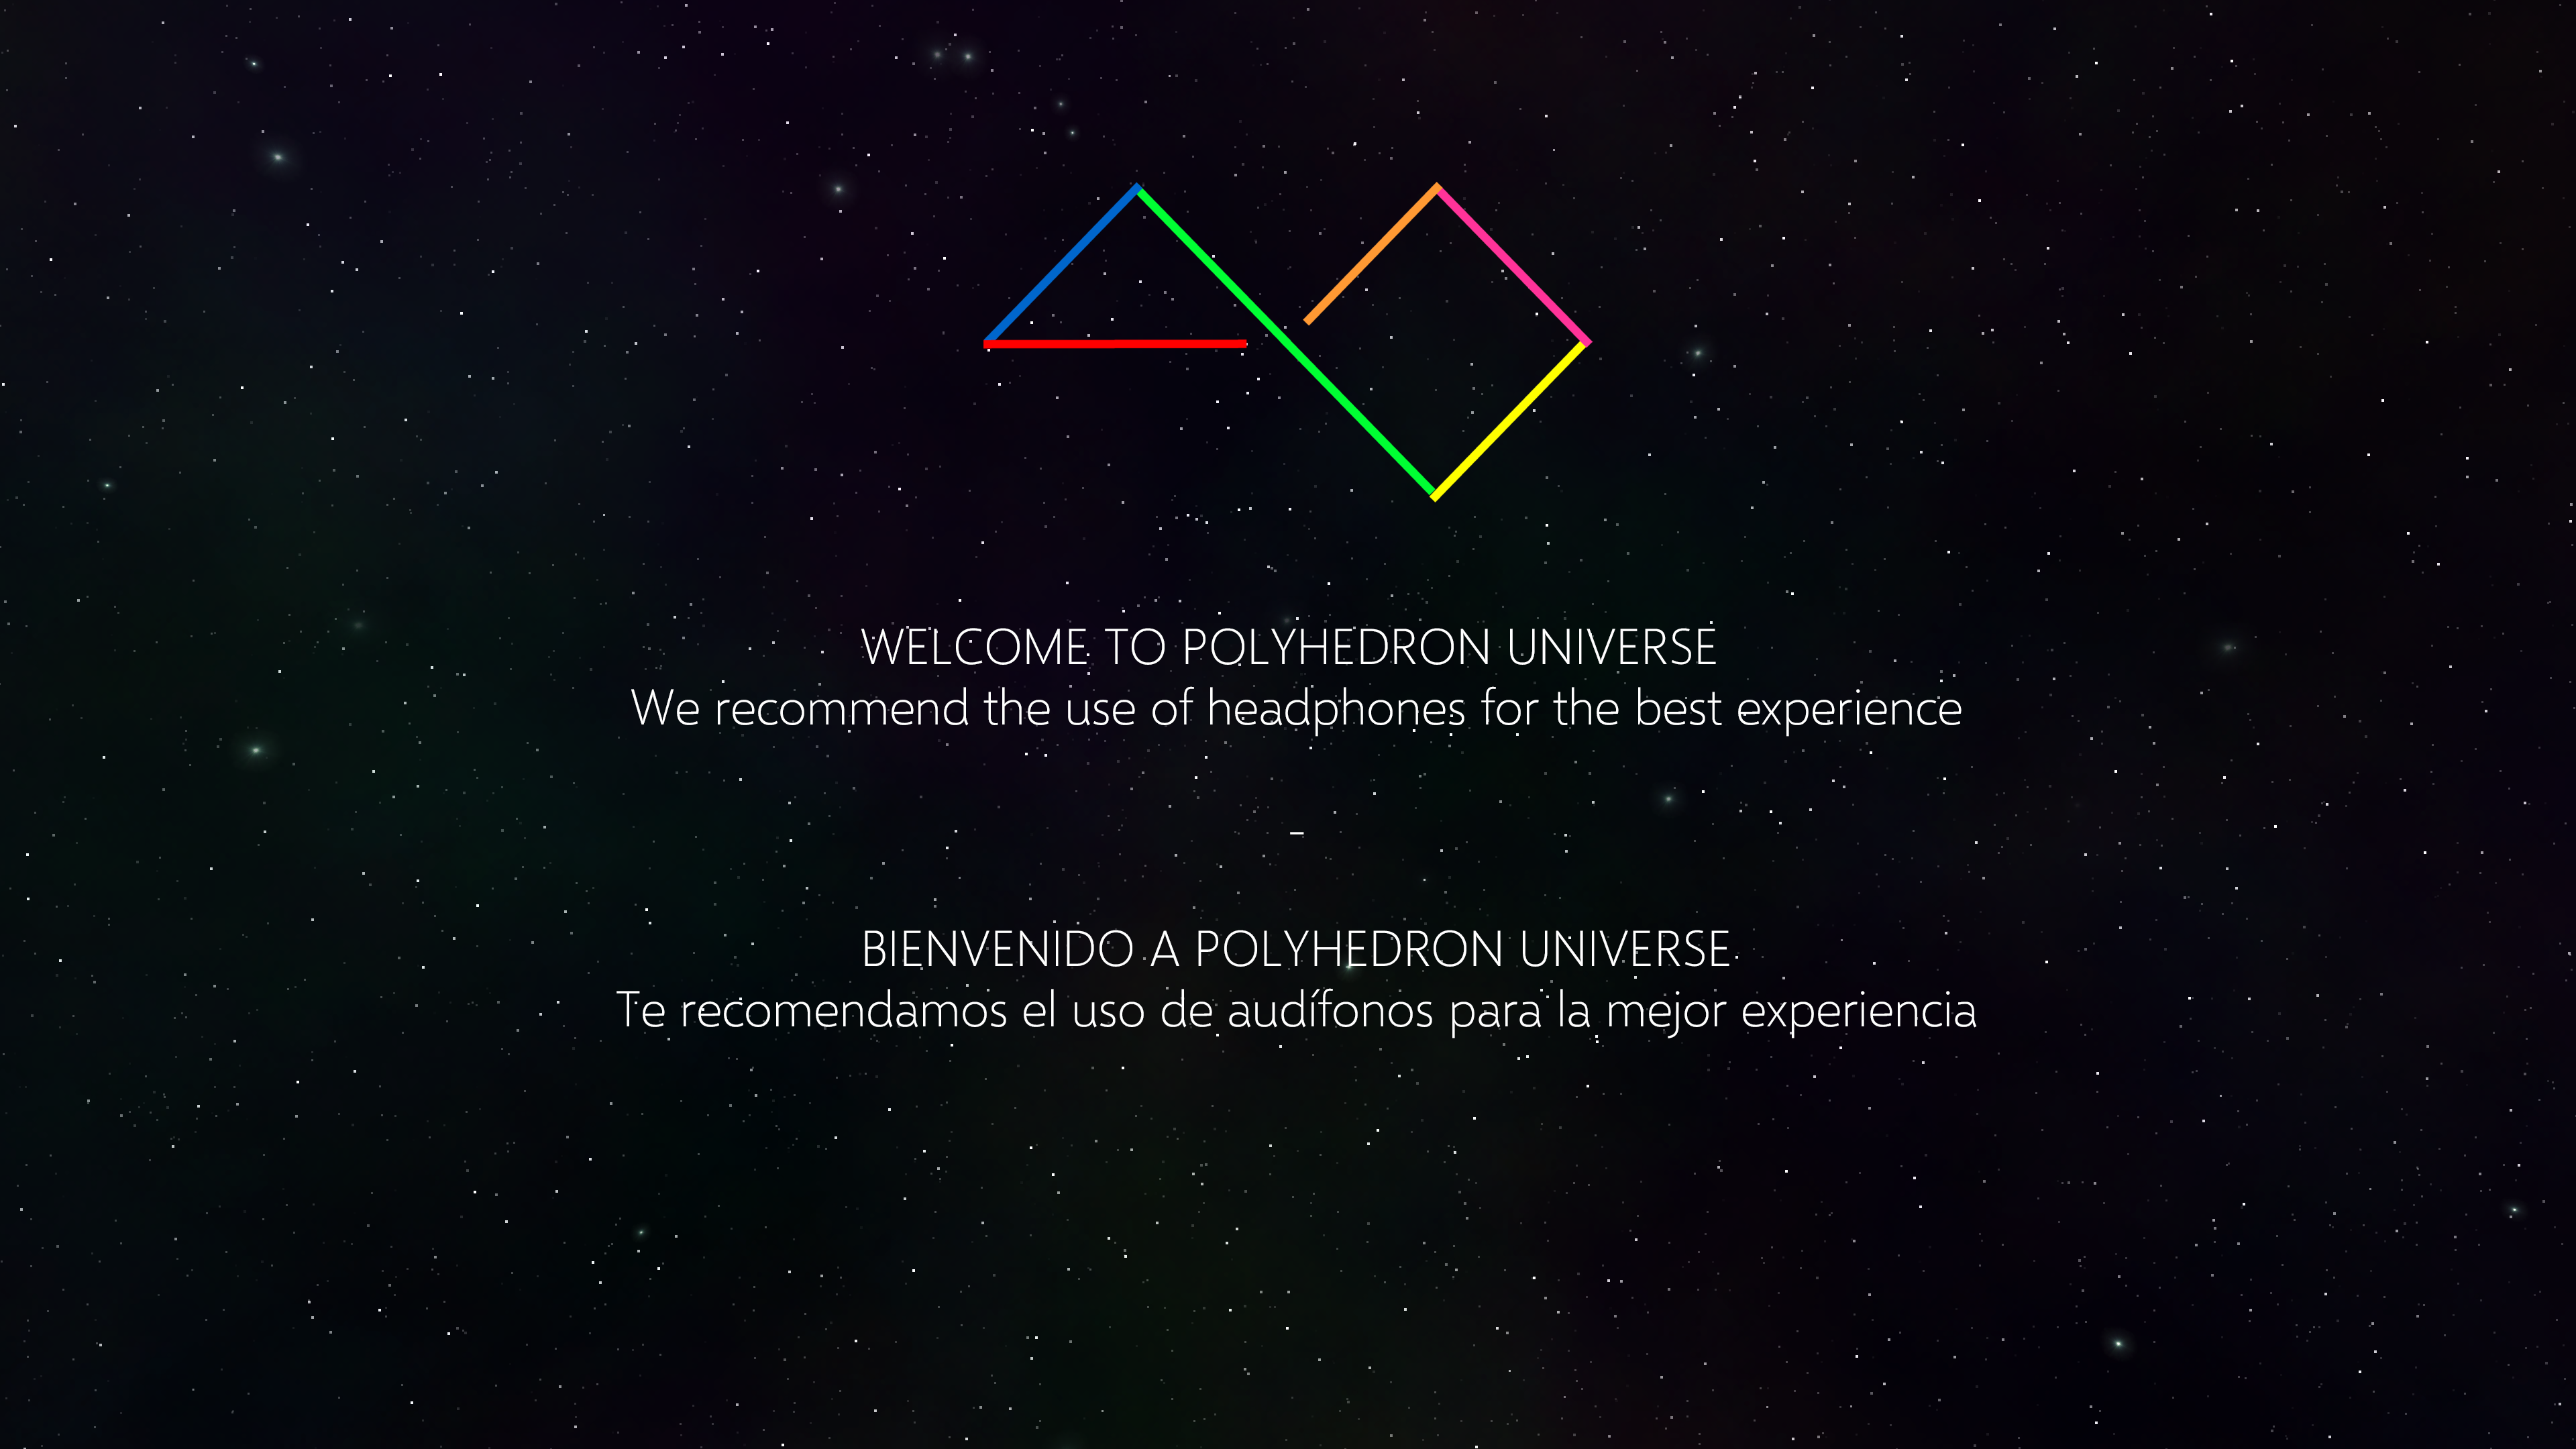 WELCOME TO POLYHEDRON UNIVERSE
We recommend the use of headphones for the best experience
-
BIENVENIDO A POLYHEDRON UNIVERSE
Te recomendamos el uso de audífonos para la mejor experiencia